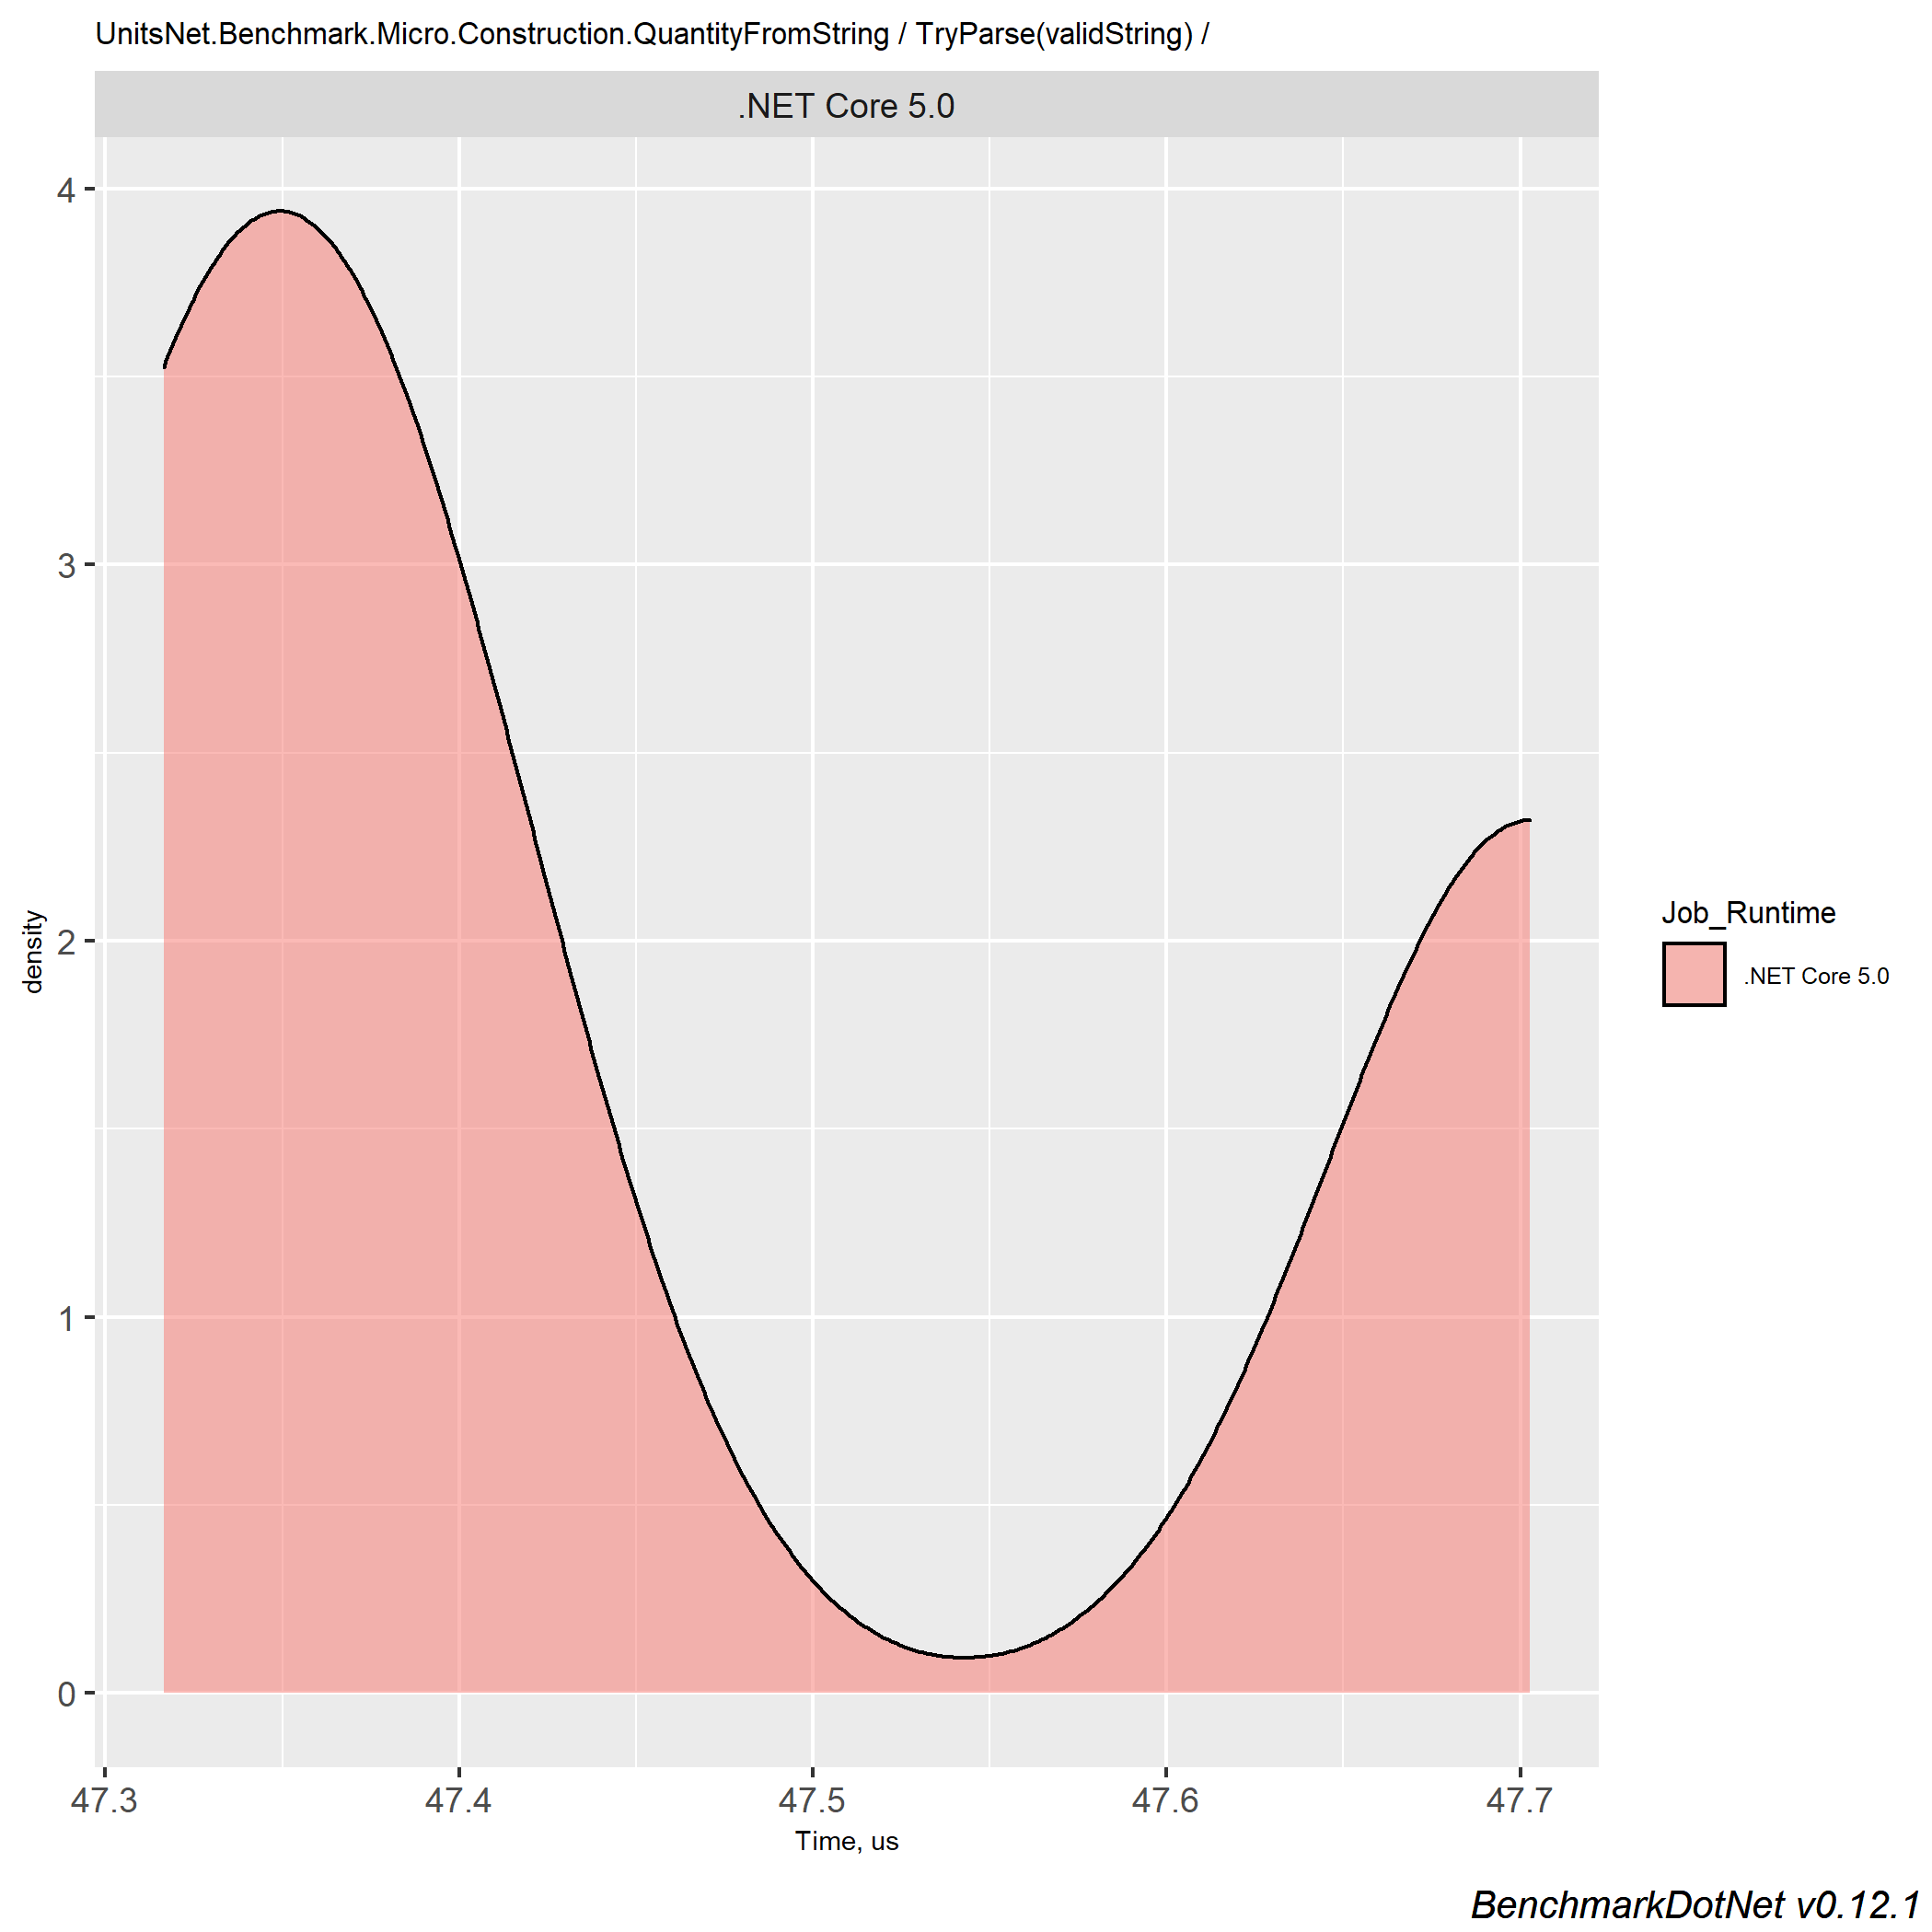 UnitsNet.Benchmark.Micro.Construction.QuantityFromString / TryParse(validString) /
.NET Core 5.0
4
3
2
1
0
density
47.3 47.4 47.5 47.6 47.7
Time, us
Job_Runtime
.NET Core 5.0
BenchmarkDotNet v0.12.1